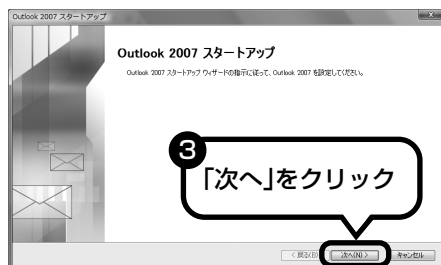 Outlook 2007 スタートアップ
Outlook 2007 スタートアップ
Outlook 2007 スタートアップ ウィザードの指示に従って、Outlook 2007 を設定してください。
3
「次へ」をクリック
< 戻る(B)
次へ(N) >
キャンセル